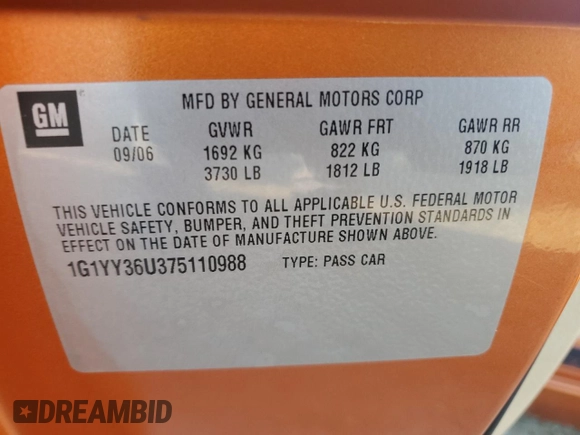 GM
MFD BY GENERAL MOTORS CORP
DATE GVWR GAWR FRT GAWR RR
09/06 1692 KG 822 KG 870 KG
3730 LB 1812 LB 1918 LB
THIS VEHICLE CONFORMS TO ALL APPLICABLE U.S. FEDERAL MOTOR
VEHICLE SAFETY, BUMPER, AND THEFT PREVENTION STANDARDS IN
EFFECT ON THE DATE OF MANUFACTURE SHOWN ABOVE.
1G1YY36U375110988 TYPE: PASS CAR
DREAMBID